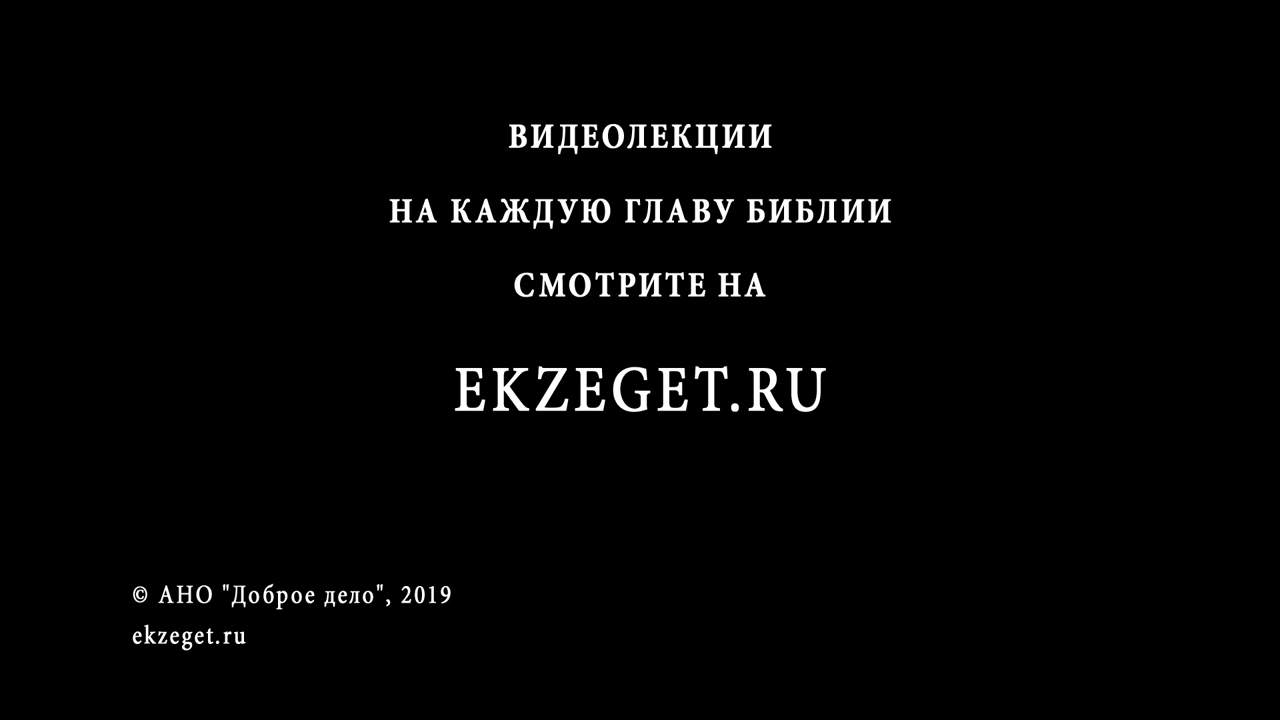 ВИДЕОЛЕКЦИИ
НА КАЖДУЮ ГЛАВУ БИБЛИИ
СМОТРИТЕ НА
EKZEGET.RU
© АНО "Доброе дело", 2019
ekzeget.ru